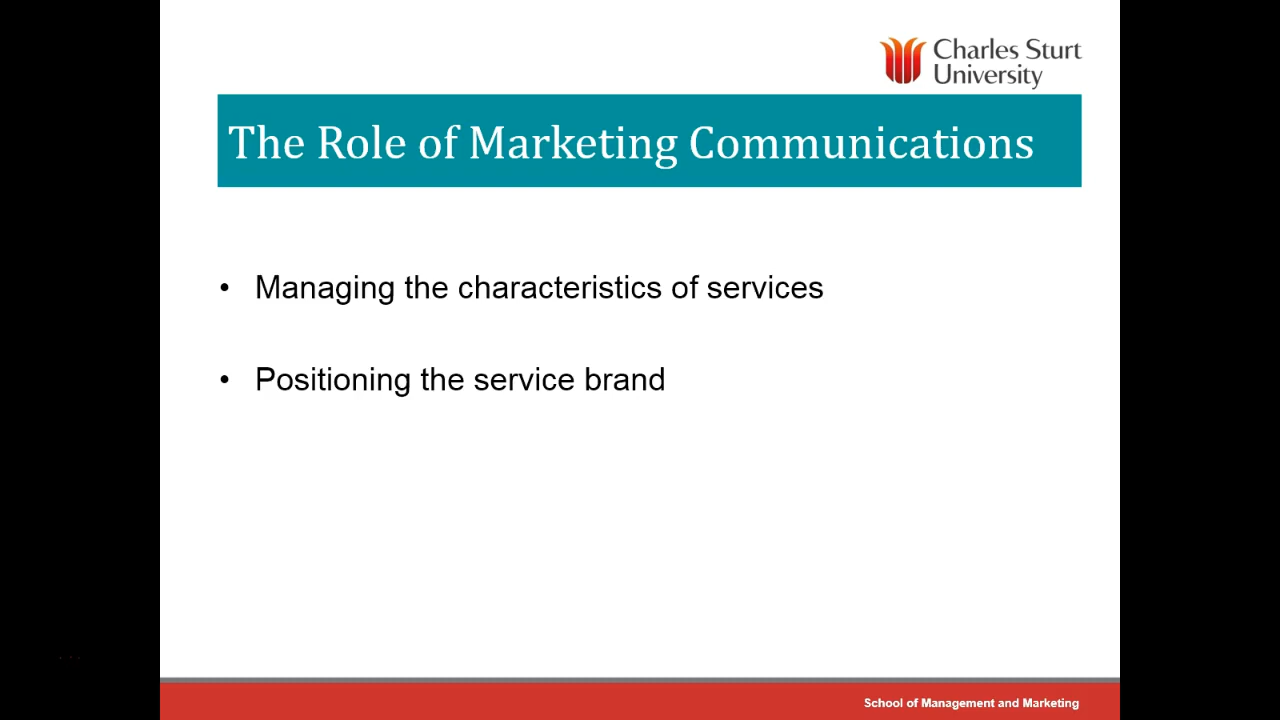 Charles Sturt
University
The Role of Marketing Communications
• Managing the characteristics of services
• Positioning the service brand
School of Management and Marketing